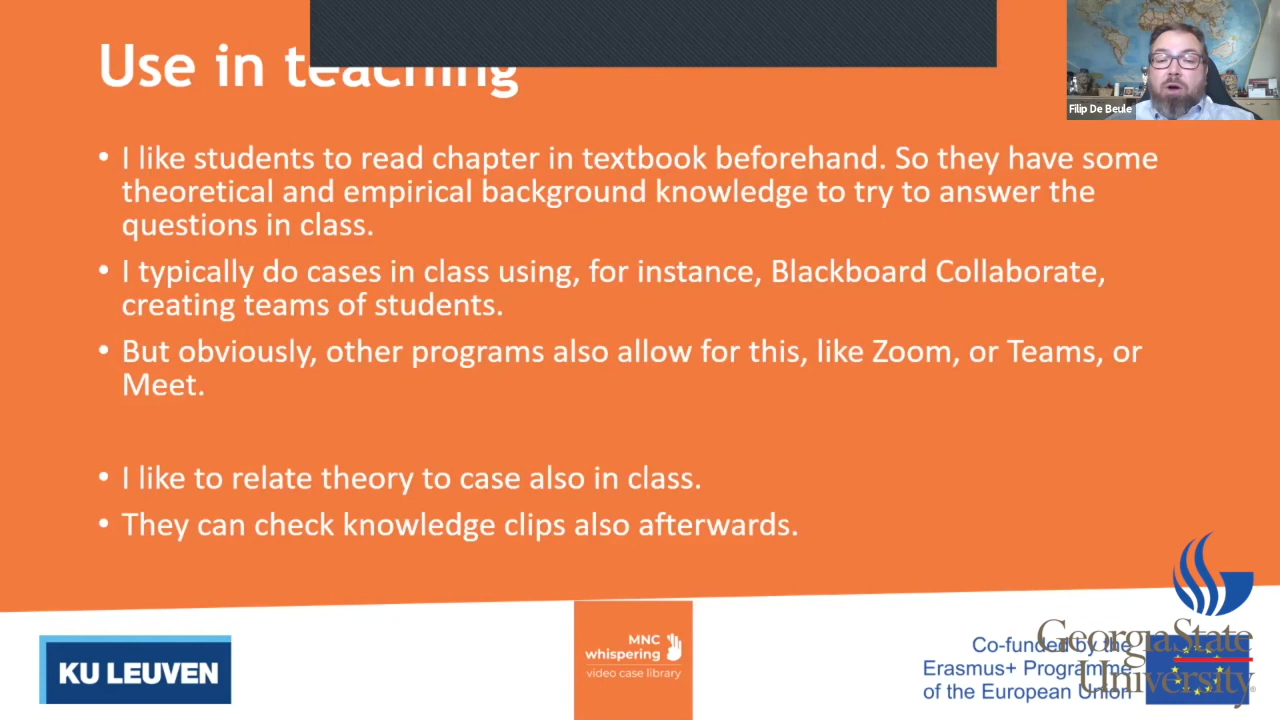 Use in teaching
Filip De Beule
• I like students to read chapter in textbook beforehand. So they have some
theoretical and empirical background knowledge to try to answer the
questions in class.
• I typically do cases in class using, for instance, Blackboard Collaborate,
creating teams of students.
• But obviously, other programs also allow for this, like Zoom, or Teams, or
Meet.
• I like to relate theory to case also in class.
• They can check knowledge clips also afterwards.
KU LEUVEN
MNC
whispering
video case library
Co-funded by the
Erasmus+ Programme
of the European Union
GeorgiaState
University